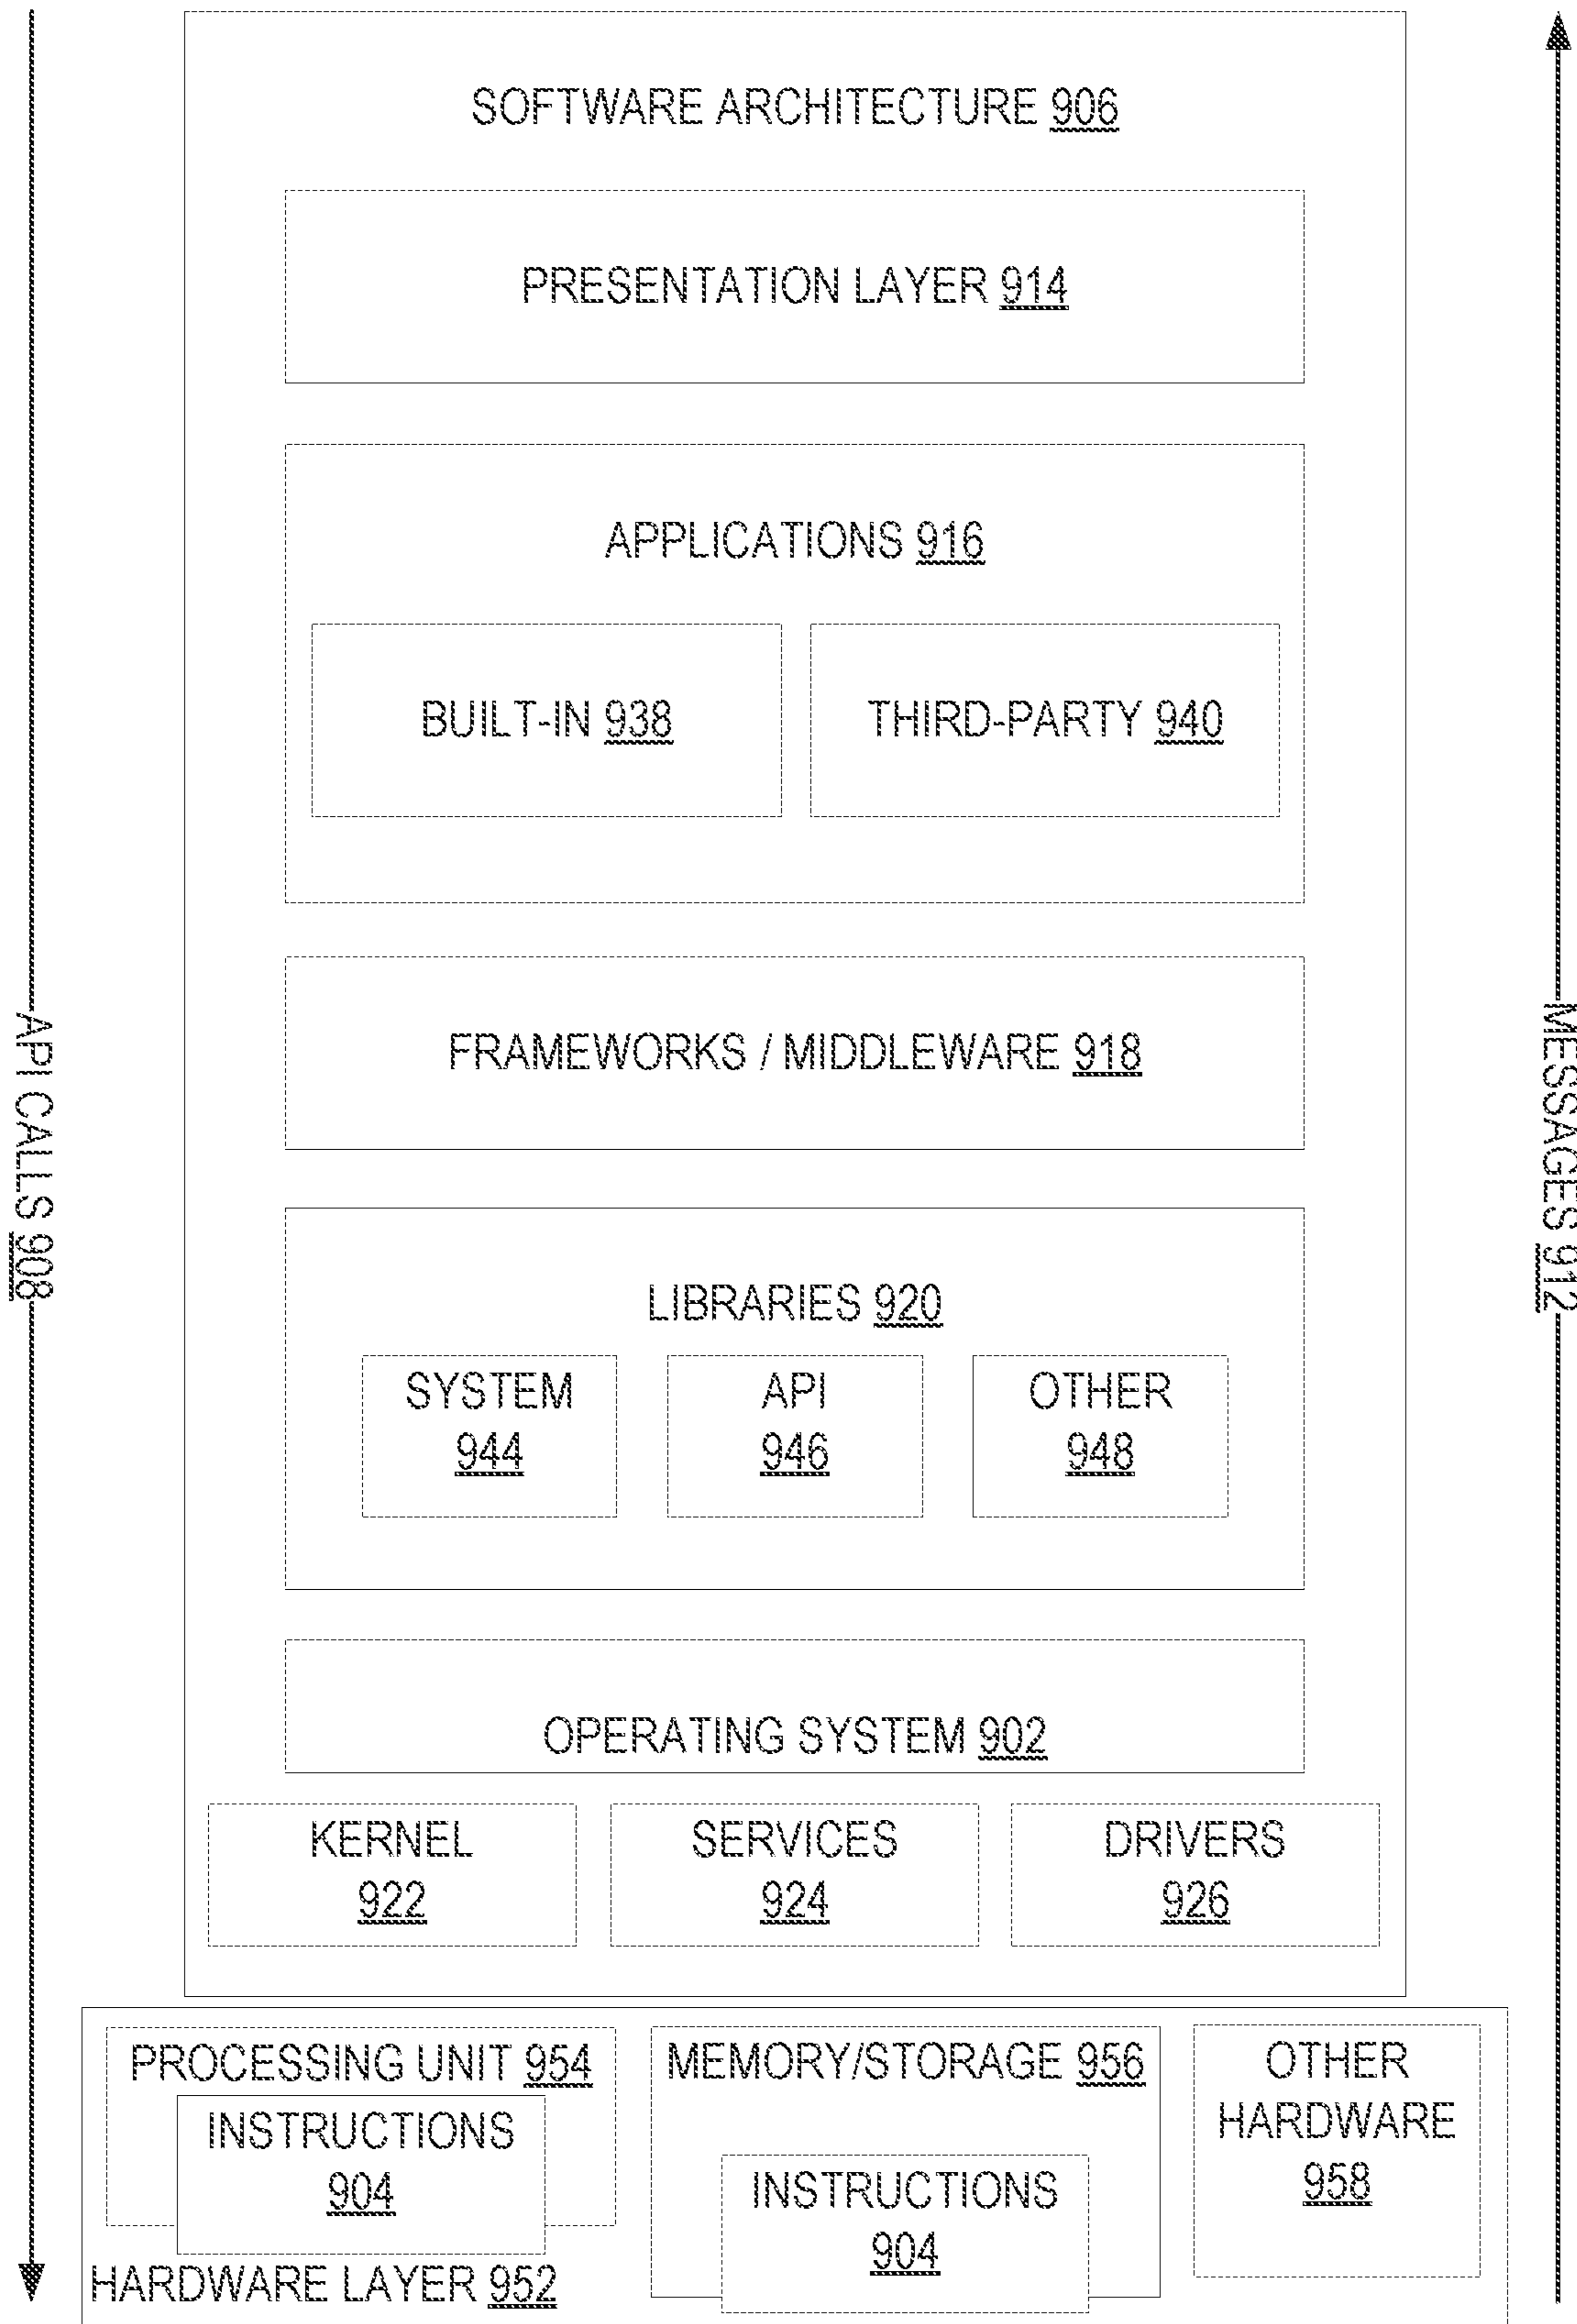 SOFTWARE ARCHITECTURE 906
PRESENTATION LAYER 914
APPLICATIONS 916
BUILT-IN 938
THIRD-PARTY 940
FRAMEWORKS / MIDDLEWARE 918
API CALLS 908
MESSAGES 912
LIBRARIES 920
SYSTEM
944
API
946
OTHER
948
OPERATING SYSTEM 902
KERNEL
922
SERVICES
924
DRIVERS
926
PROCESSING UNIT 954
INSTRUCTIONS
904
MEMORY/STORAGE 956
INSTRUCTIONS
904
OTHER
HARDWARE
958
HARDWARE LAYER 952